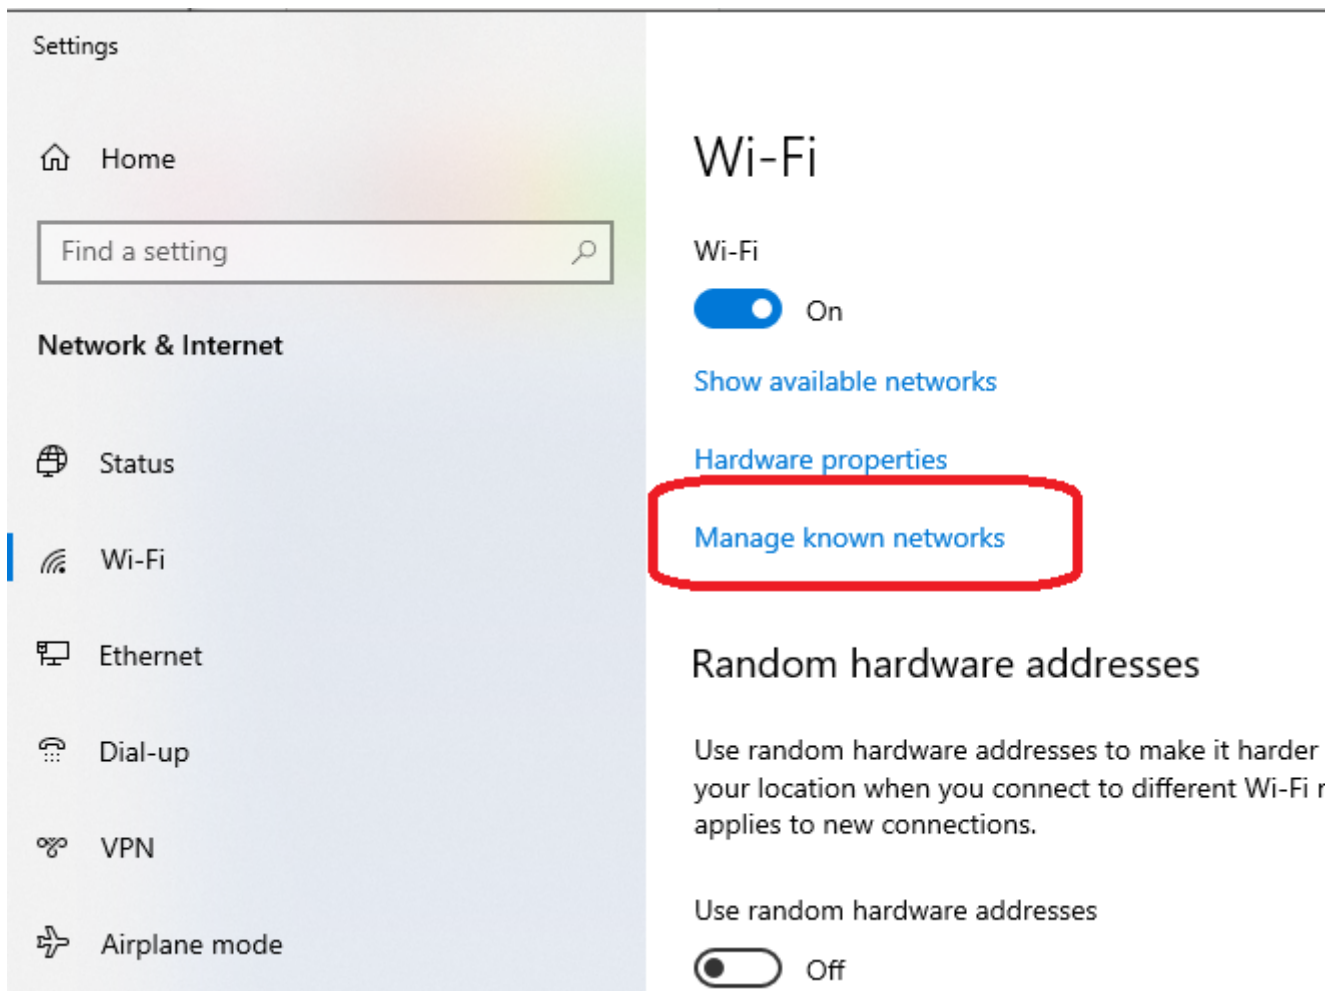 Settings
Home
Find a setting
Network & Internet
Status
Wi-Fi
Ethernet
Dial-up
VPN
Airplane mode
Wi-Fi
Wi-Fi
On
Show available networks
Hardware properties
Manage known networks
Random hardware addresses
Use random hardware addresses to make it harder
your location when you connect to different Wi-Fi
applies to new connections.
Use random hardware addresses
Off